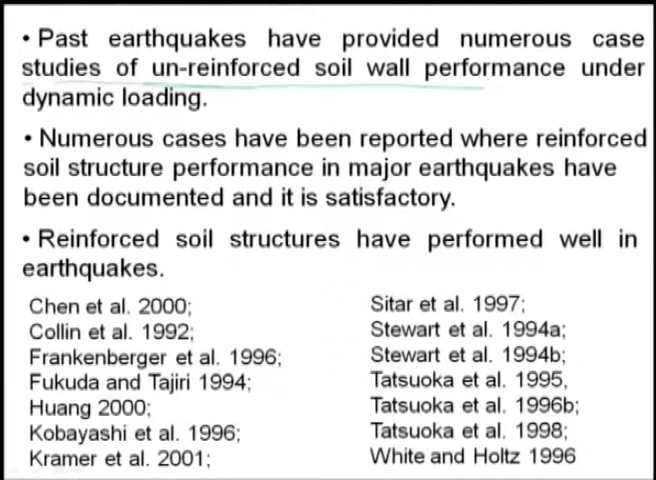 • Past earthquakes have provided numerous case
studies of un-reinforced soil wall performance under
dynamic loading.
• Numerous cases have been reported where reinforced
soil structure performance in major earthquakes have
been documented and it is satisfactory.
• Reinforced soil structures have performed well in
earthquakes.
Chen et al. 2000;
Collin et al. 1992;
Frankenberger et al. 1996;
Fukuda and Tajiri 1994;
Huang 2000;
Kobayashi et al. 1996;
Kramer et al. 2001;
Sitar et al. 1997;
Stewart et al. 1994a;
Stewart et al. 1994b;
Tatsuoka et al. 1995,
Tatsuoka et al. 1996b;
Tatsuoka et al. 1998;
White and Holtz 1996